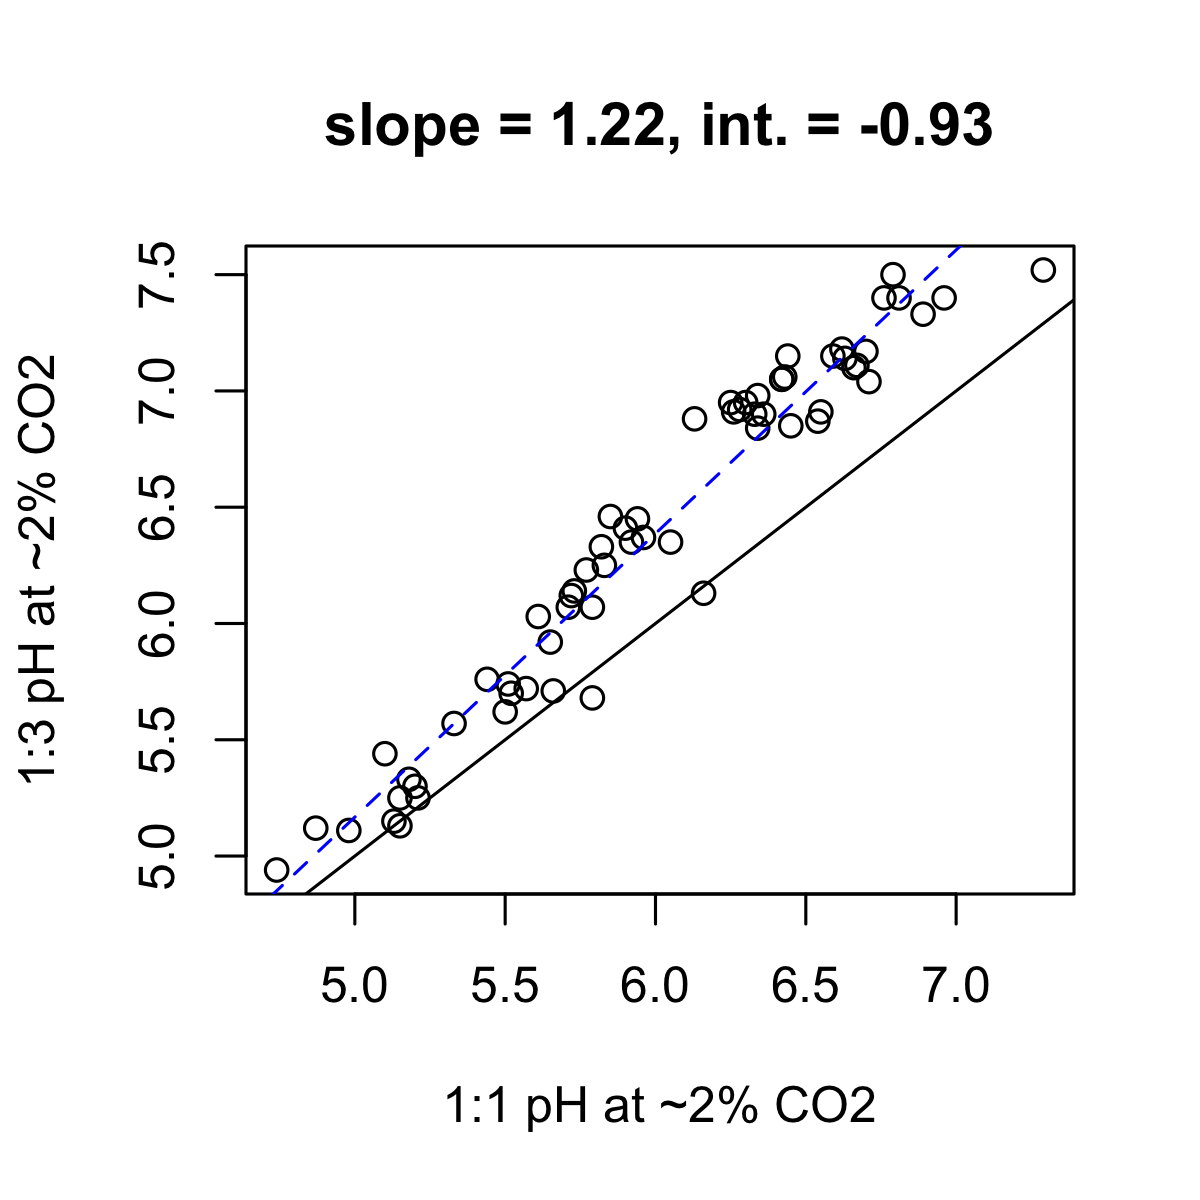 slope = 1.22, int. = -0.93
1:3 pH at ~2% CO2
7.5
7.0
6.5
6.0
5.5
5.0
5.0 5.5 6.0 6.5 7.0
1:1 pH at ~2% CO2